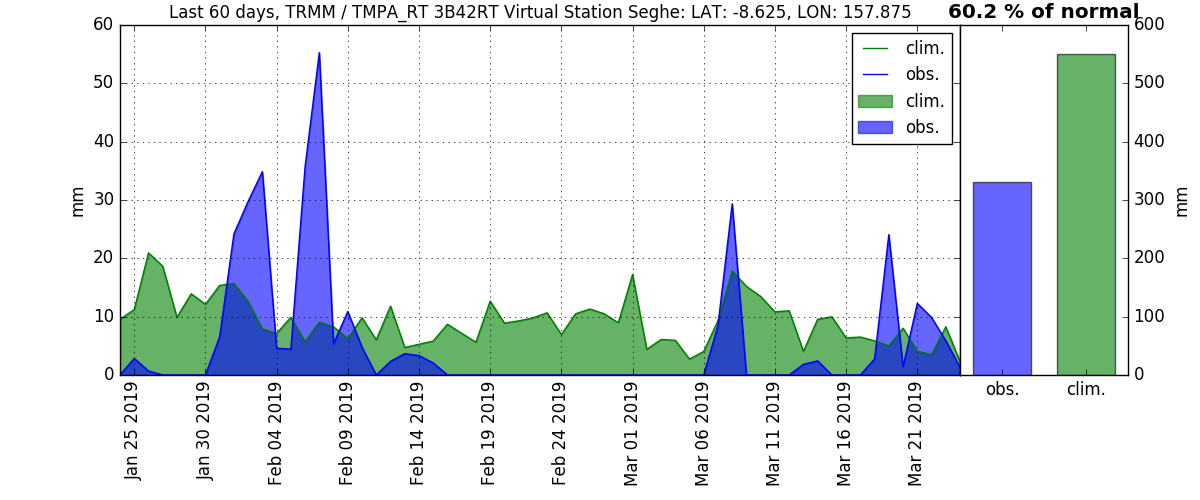 Last 60 days, TRMM / TMPA_RT 3B42RT Virtual Station Seghe: LAT: -8.625, LON: 157.875
60.2 % of normal
60
50
40
30
20
10
0
mm
clim.
obs.
clim.
obs.
Jan 25 2019
Jan 30 2019
Feb 04 2019
Feb 09 2019
Feb 14 2019
Feb 19 2019
Feb 24 2019
Mar 01 2019
Mar 06 2019
Mar 11 2019
Mar 16 2019
Mar 21 2019
600
500
400
300
200
100
0
mm
obs.
clim.